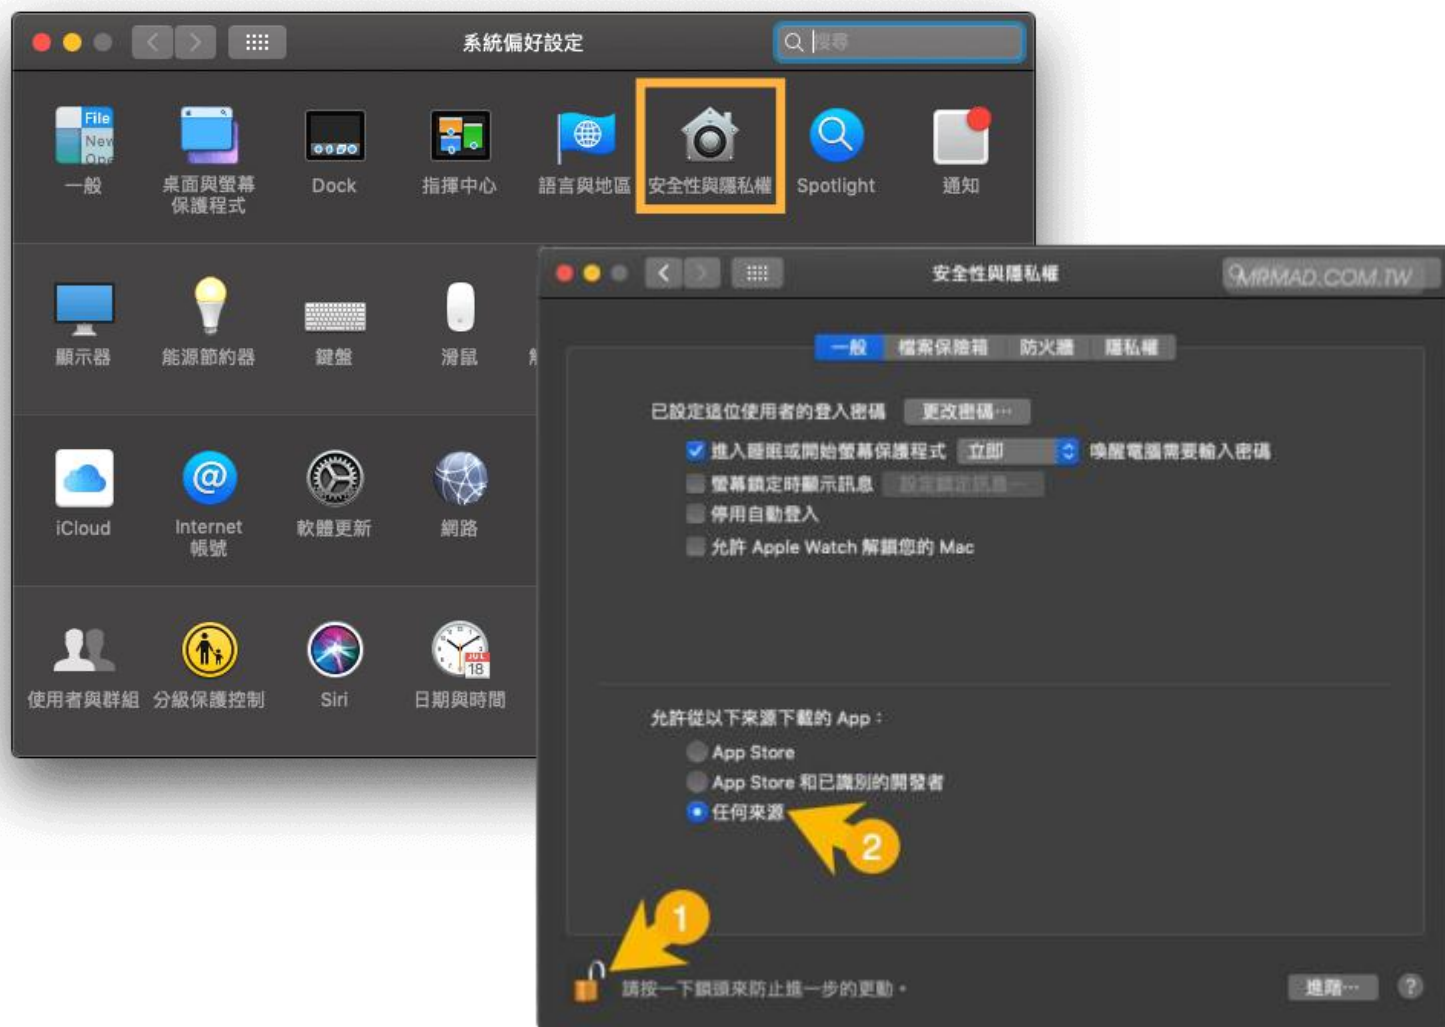 系統偏好設定
搜尋
File
New
Ope
一般
桌面與螢幕
保護程式
Dock
指揮中心
語言與地區
安全性與隱私權
Spotlight
通知
顯示器
能源節約器
鍵盤
滑鼠
iCloud
Internet
帳號
軟體更新
網路
使用者與群組
分級保護控制
Siri
JUL
18
日期與時間
安全性與隱私權
MRMAD.COM.TW
一般 檔案保險箱 防火牆 隱私權
已設定這位使用者的登入密碼 更改密碼⋯
進入睡眠或開始螢幕保護程式 立即 喚醒電腦需要輸入密碼
螢幕鎖定時顯示訊息 設定鎖定訊息⋯
停用自動登入
允許 Apple Watch 解鎖您的 Mac
允許從以下來源下載的 App：
App Store
App Store 和已識別的開發者
任何來源
2
1
請按一下鎖頭來防止進一步的更動。
進階⋯ ?